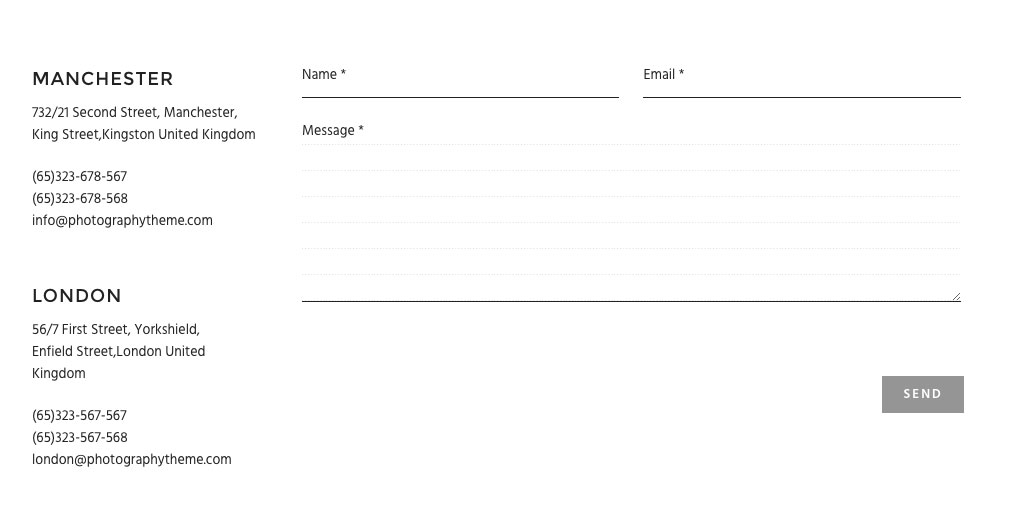 MANCHESTER
732/21 Second Street, Manchester,
King Street,Kingston United Kingdom
(65)323-678-567
(65)323-678-568
info@photographytheme.com
LONDON
56/7 First Street, Yorkshield,
Enfield Street,London United
Kingdom
(65)323-567-567
(65)323-567-568
london@photographytheme.com
Name *
Email *
Message *
SEND